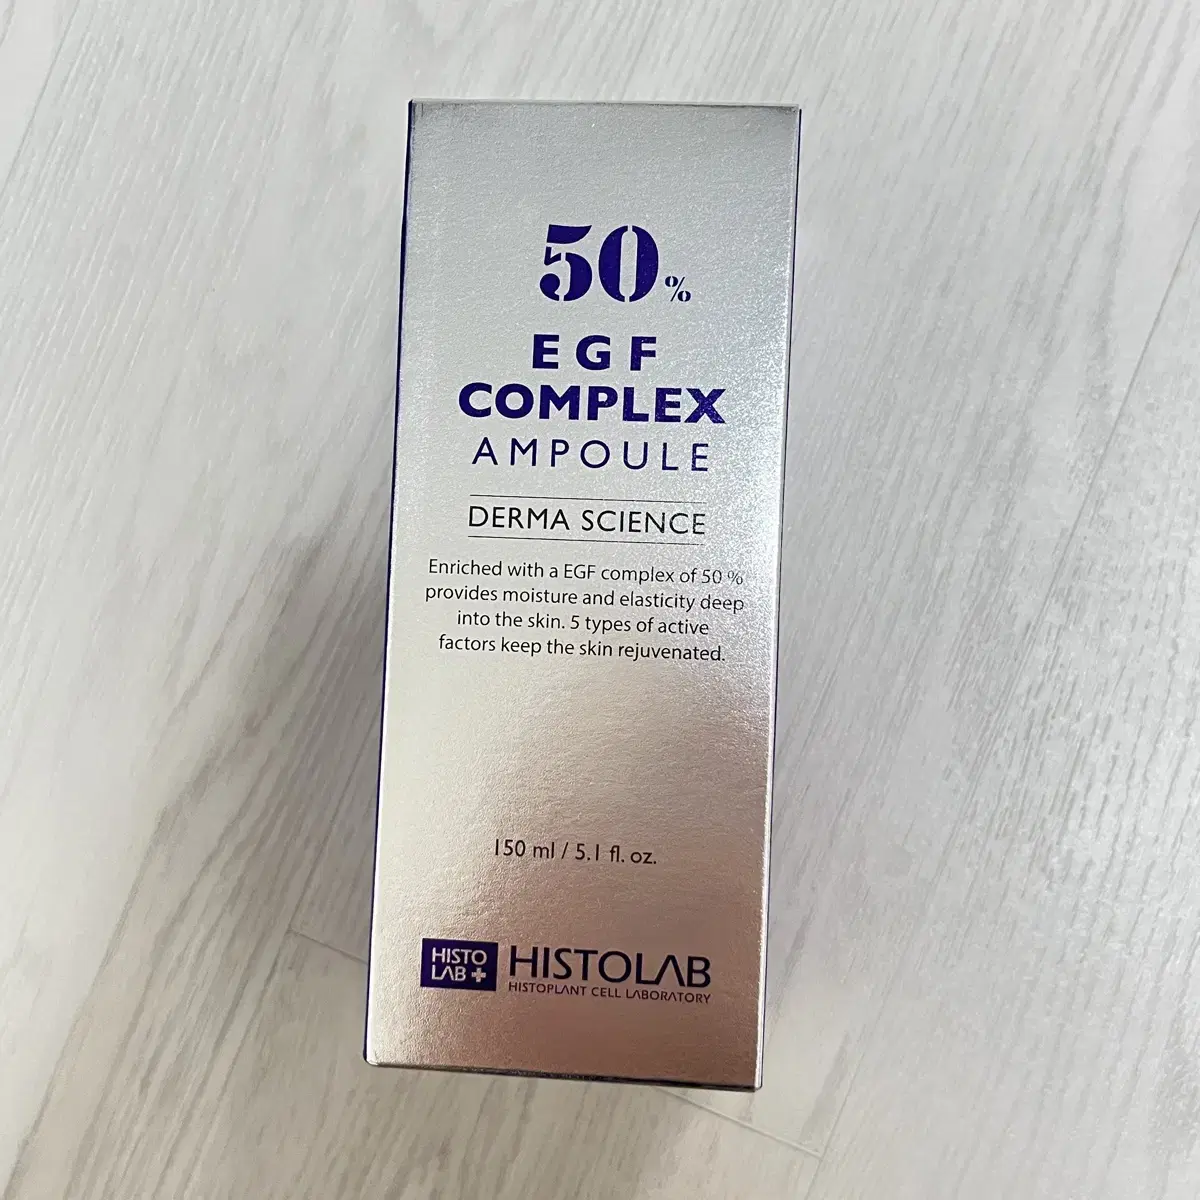 50%
EGF
COMPLEX
AMPOULE
DERMA SCIENCE
Enriched with a EGF complex of 50 %
provides moisture and elasticity deep
into the skin. 5 types of active
factors keep the skin rejuvenated.
150 ml / 5.1 fl. oz.
HISTO
LAB+
HISTOLAB
HISTOPLANT CELL LABORATORY